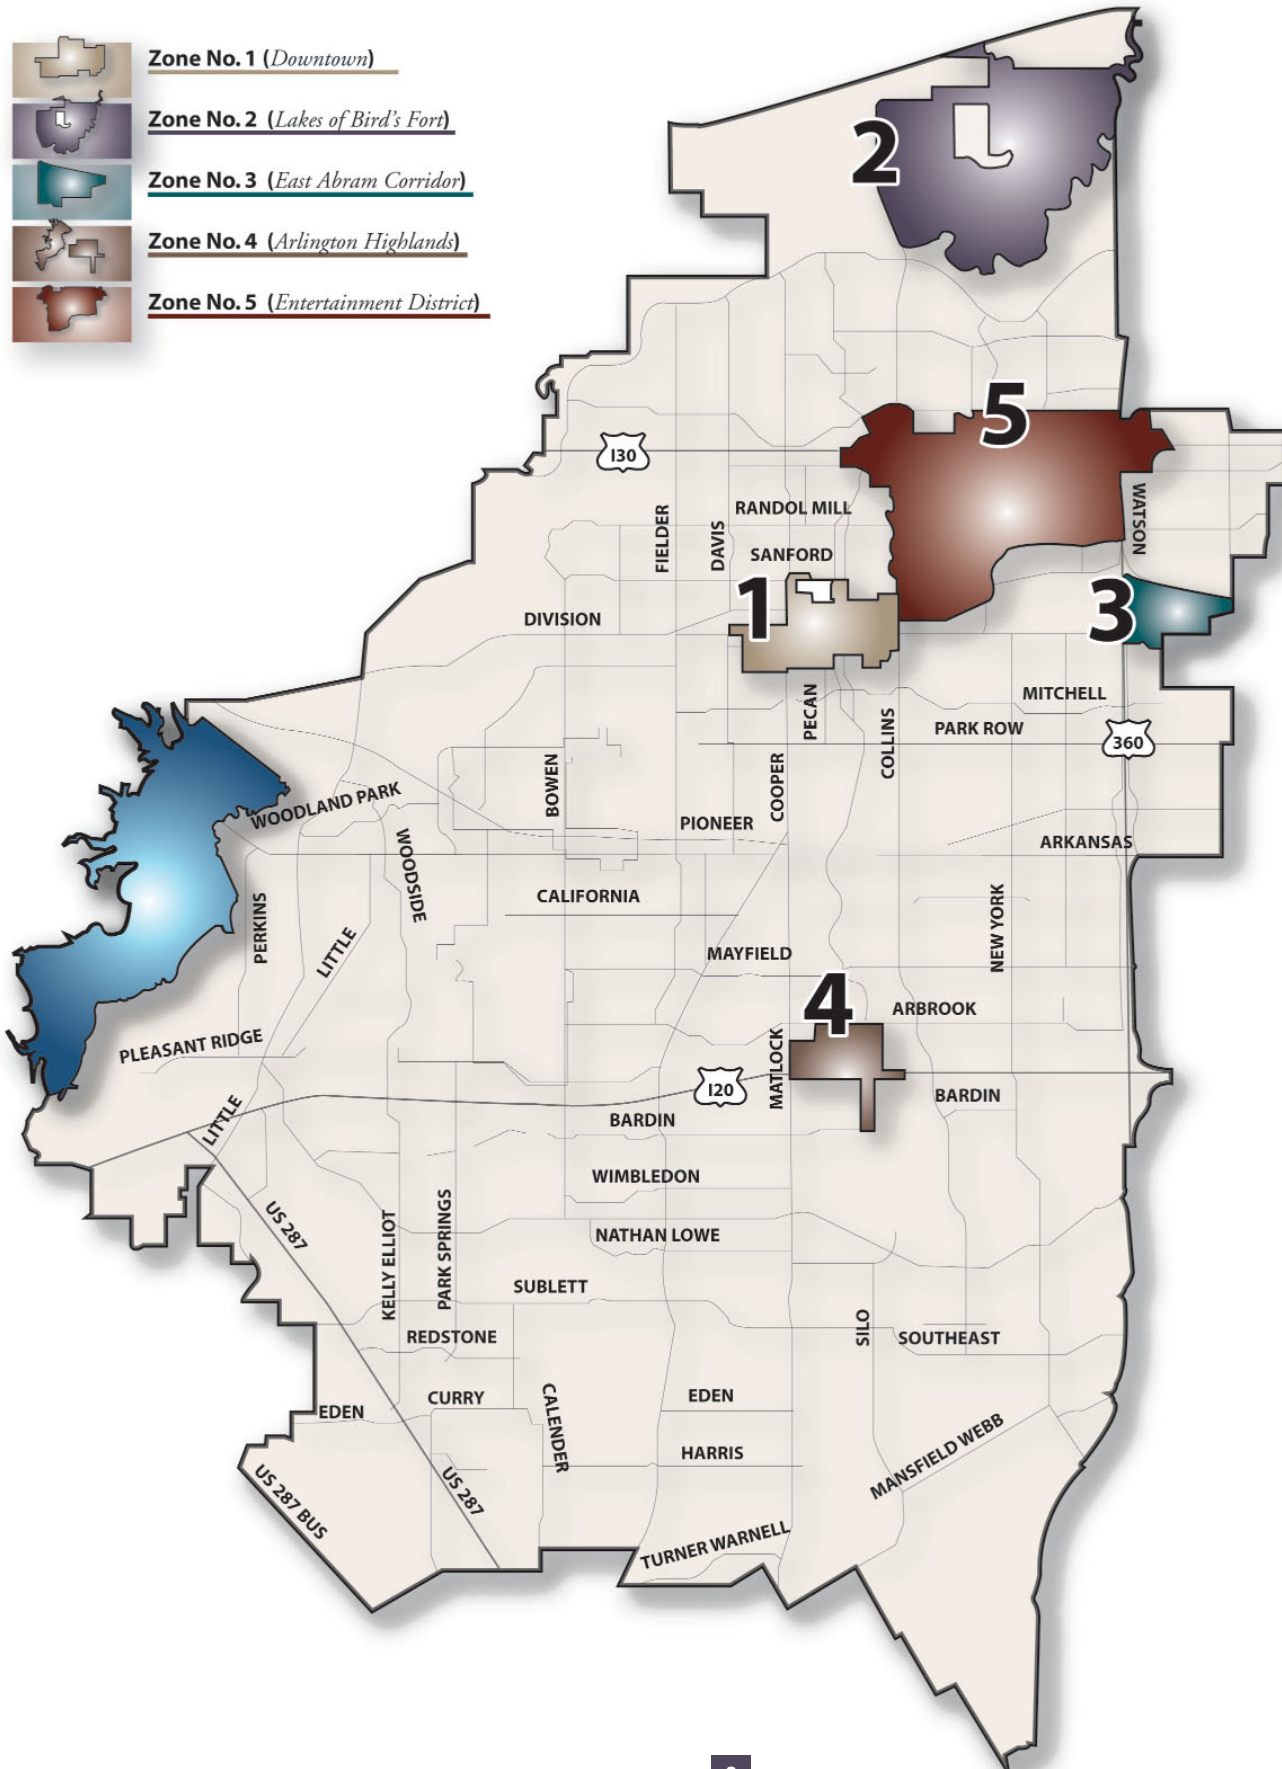 Zone No. 1 (Downtown)
Zone No. 2 (Lakes of Bird's Fort)
Zone No. 3 (East Abram Corridor)
Zone No. 4 (Arlington Highlands)
Zone No. 5 (Entertainment District)
2
5
I30
RANDOL MILL
WATSON
FIELDER
DAVIS
SANFORD
1
3
DIVISION
MITCHELL
PECAN
COLLINS
PARK ROW
360
BOWEN
COOPER
WOODLAND PARK
PIONEER
ARKANSAS
WOODSIDE
CALIFORNIA
PERKINS
LITTLE
NEW YORK
MAYFIELD
4
ARBROOK
PLEASANT RIDGE
MATLOCK
I20
BARDIN
LITTLE
BARDIN
WIMBLEDON
US 287
KELLY ELLIOT
PARK SPRINGS
NATHAN LOWE
SUBLETT
SILO
REDSTONE
SOUTHEAST
CURRY
EDEN
EDEN
CALENDER
HARRIS
MANSFIELD WEBB
US 287 BUS
US 287
TURNER WARNELL